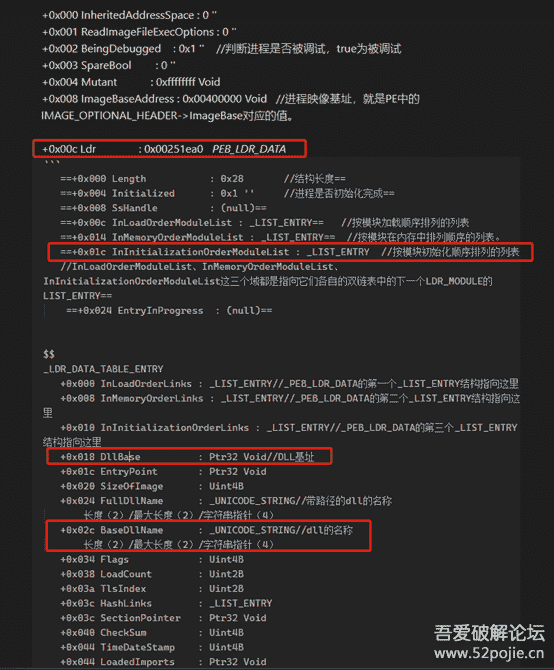 +0x000 InheritedAddressSpace : 0 ''
+0x001 ReadImageFileExecOptions : 0 ''
+0x002 BeingDebugged : 0x1 '' //判断进程是否被调试，true为被调试
+0x003 SpareBool : 0 ''
+0x004 Mutant : 0xffffffff Void
+0x008 ImageBaseAddress : 0x00400000 Void //进程映像基址，就是PE中的
IMAGE_OPTIONAL_HEADER->ImageBase对应的值。
+0x00c Ldr : 0x00251ea0 PEB_LDR_DATA
```
==+0x000 Length : 0x28 //结构长度==
==+0x004 Initialized : 0x1 '' //进程是否初始化完成==
==+0x008 SsHandle : (null)==
==+0x00c InLoadOrderModuleList : _LIST_ENTRY== //按模块加载顺序排列的列表
==+0x014 InMemoryOrderModuleList : _LIST_ENTRY== //按模块在内存中排列顺序的列表。
==+0x01c InInitializationOrderModuleList : _LIST_ENTRY //按模块初始化顺序排列的列表
//InLoadOrderModuleList、InMemoryOrderModuleList、
InInitializationOrderModuleList这三个域都是指向它们各自的双链表中的下一个LDR_MODULE的
LIST_ENTRY==
==+0x024 EntryInProgress : (null)==
$$
_LDR_DATA_TABLE_ENTRY
+0x000 InLoadOrderLinks : _LIST_ENTRY//_PEB_LDR_DATA的第一个_LIST_ENTRY结构指向这里
+0x008 InMemoryOrderLinks : _LIST_ENTRY//_PEB_LDR_DATA的第二个_LIST_ENTRY结构指向这
里
+0x010 InInitializationOrderLinks : _LIST_ENTRY//_PEB_LDR_DATA的第三个_LIST_ENTRY
结构指向这里
+0x018 DllBase : Ptr32 Void//DLL基址
+0x01c EntryPoint : Ptr32 Void
+0x020 SizeOfImage : Uint4B
+0x024 FullDllName : _UNICODE_STRING//带路径的dll的名称
长度（2）/最大长度（2）/字符串指针（4）
+0x02c BaseDllName : _UNICODE_STRING//dll的名称
长度（2）/最大长度（2）/字符串指针（4）
+0x034 Flags : Uint4B
+0x038 LoadCount : Uint2B
+0x03a TlsIndex : Uint2B
+0x03c HashLinks : _LIST_ENTRY
+0x03c SectionPointer : Ptr32 Void
+0x040 CheckSum : Uint4B
+0x044 TimeDateStamp : Uint4B
+0x044 LoadedImports : Ptr32 Void
吾爱破解论坛
www.52pojie.cn